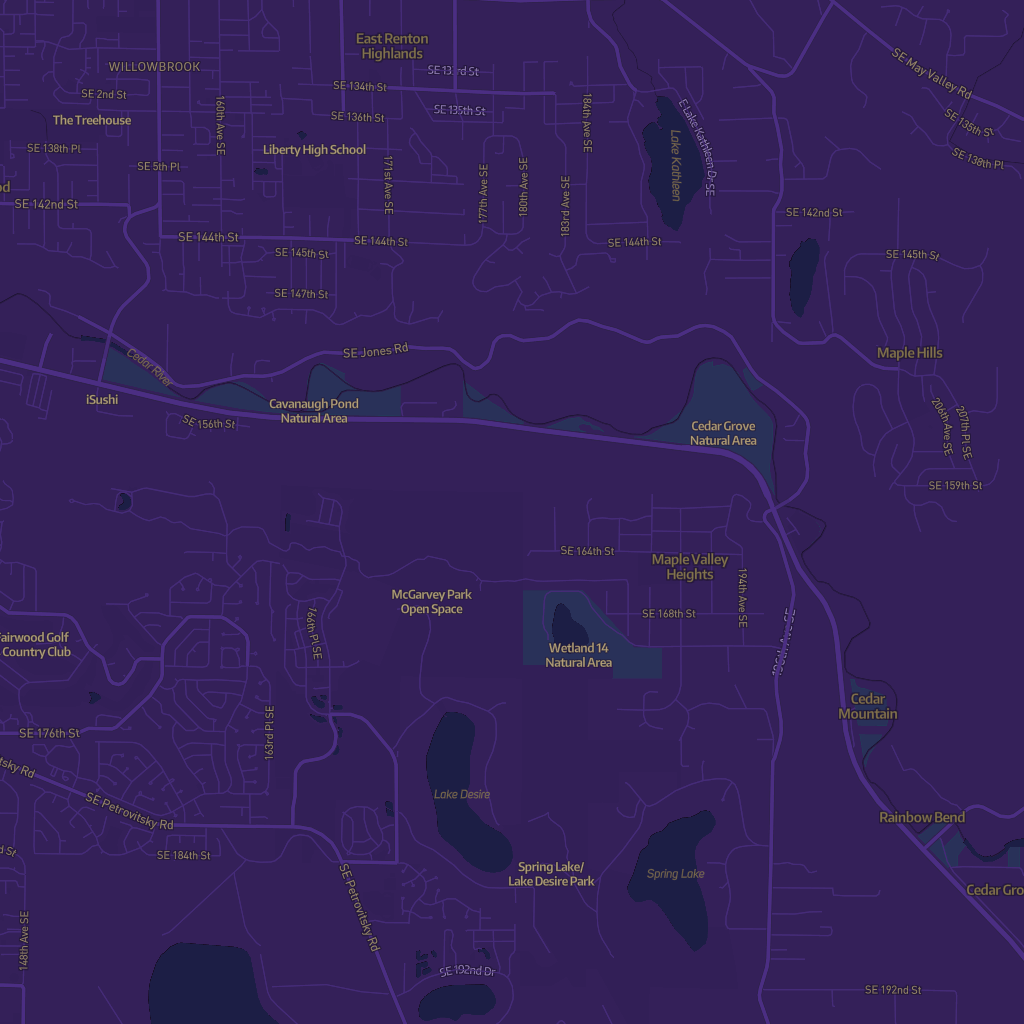 East Renton
Highlands
WILLOWBROOK
SE 133rd St
SE May Valley Rd
SE 2nd St
SE 134th St
SE 135th St
SE 136th St
160th Ave SE
184th Ave SE
E Lake Kathleen Dr SE
SE 135th St
The Treehouse
SE 138th Pl
Liberty High School
SE 5th Pl
171st Ave SE
177th Ave SE
180th Ave SE
183rd Ave SE
Lake Kathleen
SE 138th Pl
SE 142nd St
SE 142nd St
SE 144th St
SE 144th St
SE 144th St
SE 145th St
SE 145th St
SE 147th St
SE Jones Rd
Maple Hills
Cedar River
iSushi
Cavanaugh Pond
Natural Area
SE 156th St
Cedar Grove
Natural Area
206th Ave SE
207th Pl SE
SE 159th St
SE 164th St
Maple Valley
Heights
194th Ave SE
McGarvey Park
Open Space
SE 168th St
166th Pl SE
Fairwood Golf
Country Club
Wetland 14
Natural Area
196th Ave SE
Cedar
Mountain
SE 176th St
163rd Pl SE
Lake Desire
SE Petrovitsky Rd
Rainbow Bend
SE 184th St
Spring Lake/
Lake Desire Park
Spring Lake
SE Petrovitsky Rd
Cedar Gro
148th Ave SE
SE 192nd Dr
SE 192nd St